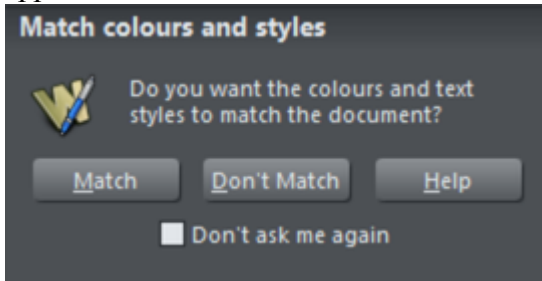 Match colours and styles
Do you want the colours and text
styles to match the document?
Match Don't Match Help
Don't ask me again